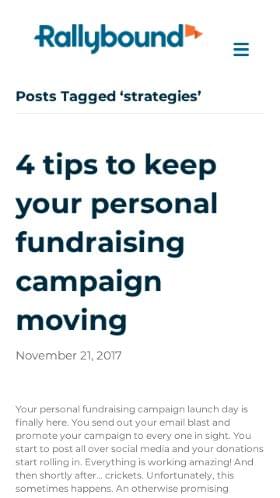 Rallybound
Posts Tagged ‘strategies’
4 tips to keep
your personal
fundraising
campaign
moving
November 21, 2017
Your personal fundraising campaign launch day is
finally here. You send out your email blast and
promote your campaign to every one in sight. You
start to post all over social media and your donations
start rolling in. Everything is working amazing! And
then shortly after… crickets. Unfortunately, this
sometimes happens. An otherwise promising